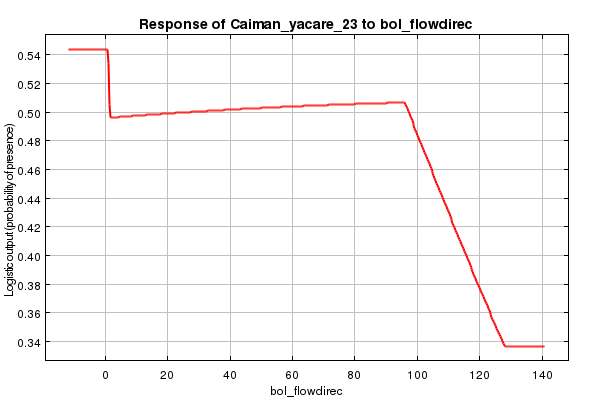 Response of Caiman_yacare_23 to bol_flowdirec
Logistic output (probability of presence)
0.54
0.52
0.50
0.48
0.46
0.44
0.42
0.40
0.38
0.36
0.34
0 20 40 60 80 100 120 140
bol_flowdirec